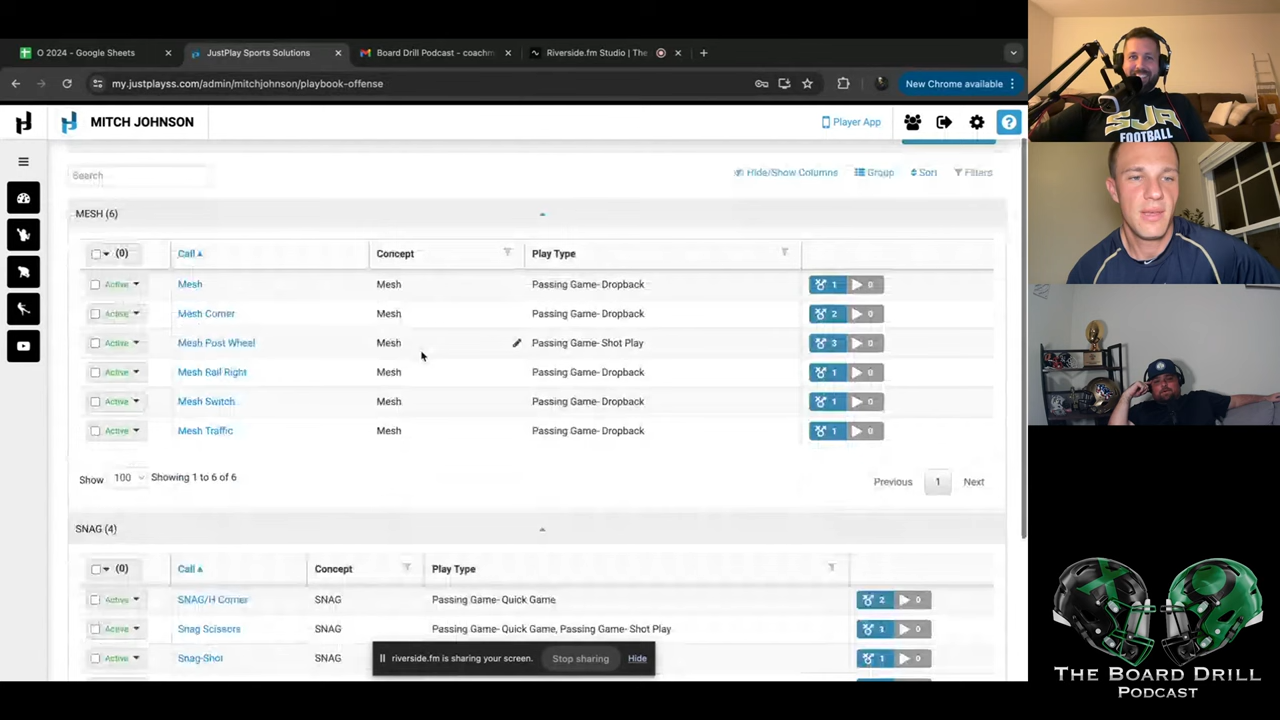 O 2024 - Google Sheets
JustPlay Sports Solutions
Board Drill Podcast - coachm
Riverside.fm Studio | The
my.justplayss.com/admin/mitchjohnson/playbook-offense
New Chrome available
MITCH JOHNSON
Player App
Search
Hide/Show Columns
Group
Sort
Filters
MESH (6)
(0)
Call
Concept
Play Type
Active Mesh Mesh Passing Game- Dropback 1 0
Active Mesh Corner Mesh Passing Game- Dropback 2 0
Active Mesh Post Wheel Mesh Passing Game- Shot Play 3 0
Active Mesh Rail Right Mesh Passing Game- Dropback 1 0
Active Mesh Switch Mesh Passing Game- Dropback 1 0
Active Mesh Traffic Mesh Passing Game- Dropback 1 0
Show 100 Showing 1 to 6 of 6
Previous 1 Next
SNAG (4)
(0)
Call
Concept
Play Type
Active SNAG/H Corner SNAG Passing Game- Quick Game 2 0
Active Snag Scissors SNAG Passing Game- Quick Game, Passing Game- Shot Play 1 0
Active Snag-Shot SNAG 1 0
riverside.fm is sharing your screen.
Stop sharing
Hide
SJR
FOOTBALL
THE BOARD DRILL
PODCAST